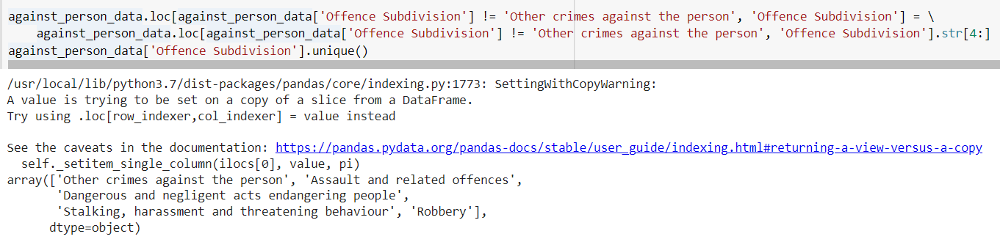 against_person_data.loc[against_person_data['Offence Subdivision'] != 'Other crimes against the person', 'Offence Subdivision'] = \
    against_person_data.loc[against_person_data['Offence Subdivision'] != 'Other crimes against the person', 'Offence Subdivision'].str[4:]
against_person_data['Offence Subdivision'].unique()
/usr/local/lib/python3.7/dist-packages/pandas/core/indexing.py:1773: SettingWithCopyWarning:
A value is trying to be set on a copy of a slice from a DataFrame.
Try using .loc[row_indexer,col_indexer] = value instead
See the caveats in the documentation: https://pandas.pydata.org/pandas-docs/stable/user_guide/indexing.html#returning-a-view-versus-a-copy
  self._setitem_single_column(ilocs[0], value, pi)
array(['Other crimes against the person', 'Assault and related offences',
       'Dangerous and negligent acts endangering people',
       'Stalking, harassment and threatening behaviour', 'Robbery'],
      dtype=object)